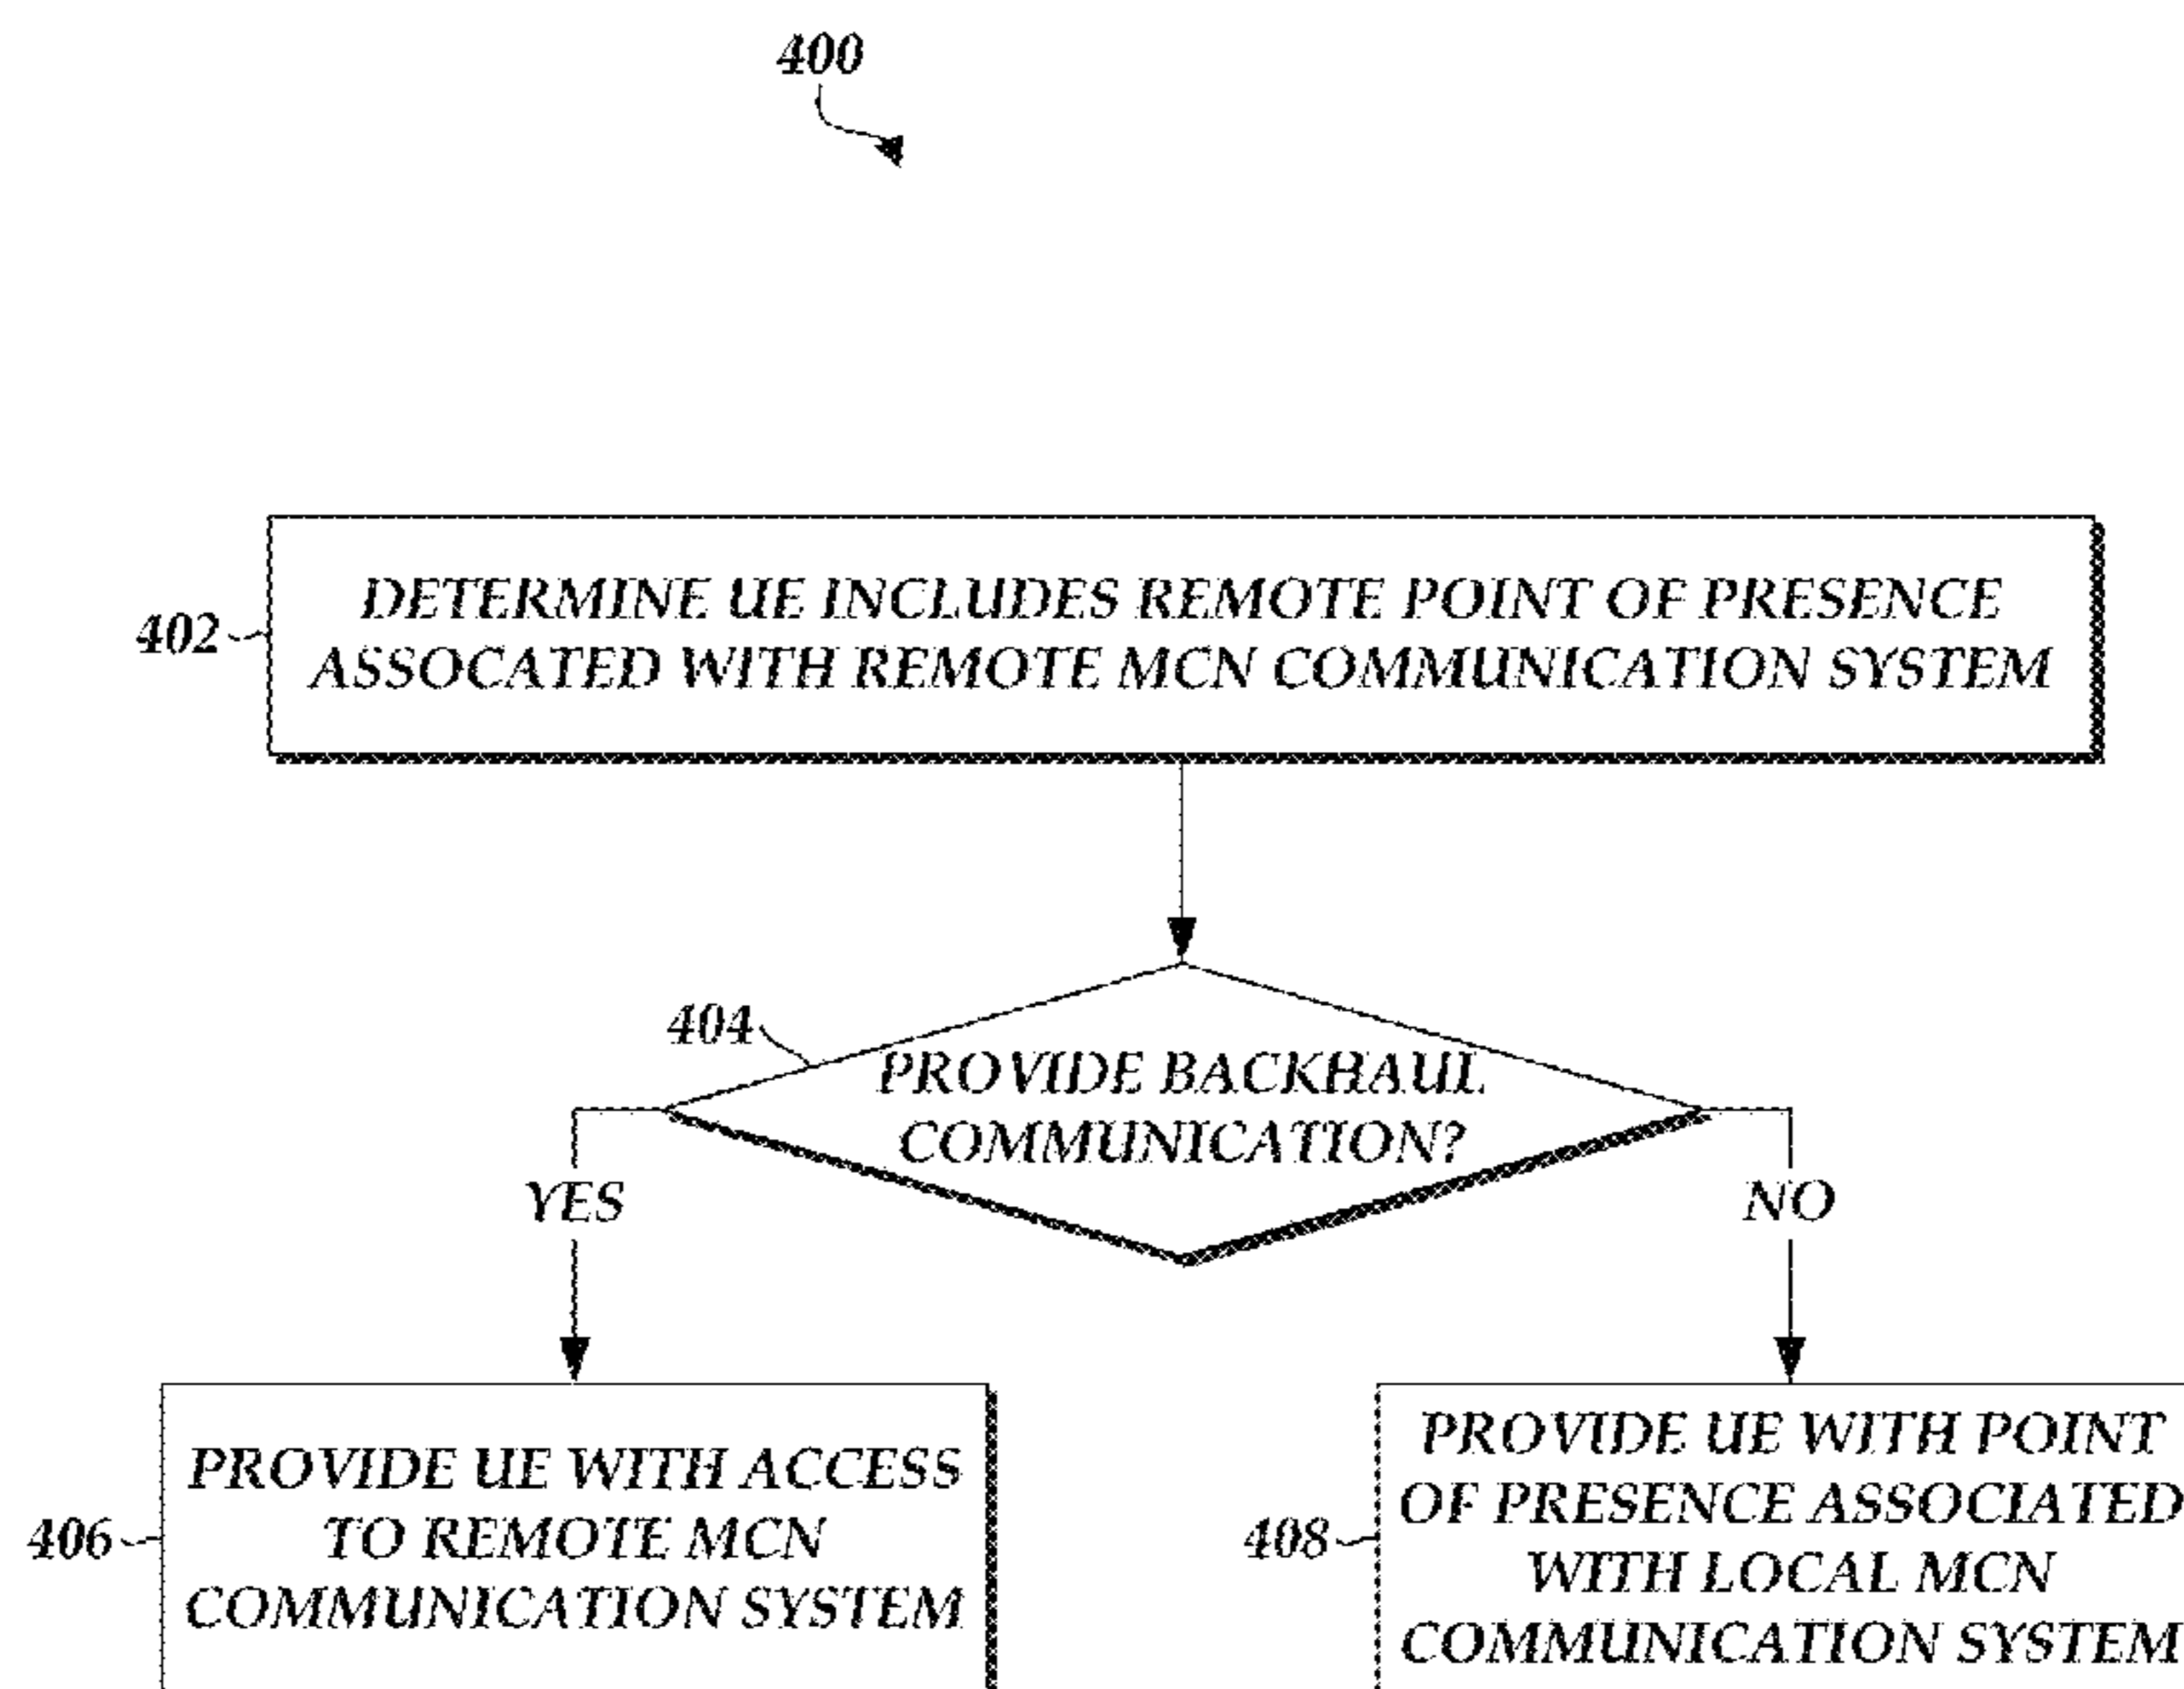 400
402
DETERMINE UE INCLUDES REMOTE POINT OF PRESENCE
ASSOCATED WITH REMOTE MCN COMMUNICATION SYSTEM
404
PROVIDE BACKHAUL
COMMUNICATION?
YES
NO
406
PROVIDE UE WITH ACCESS
TO REMOTE MCN
COMMUNICATION SYSTEM
408
PROVIDE UE WITH POINT
OF PRESENCE ASSOCIATED
WITH LOCAL MCN
COMMUNICATION SYSTEM